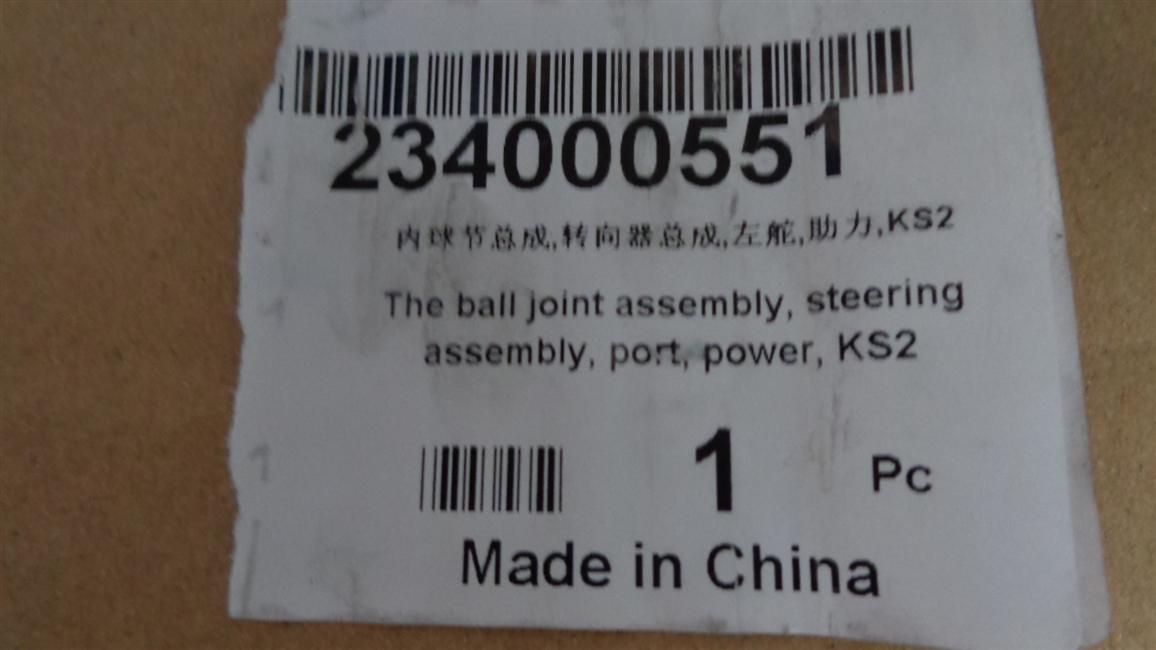 234000551
内球节总成,转向器总成,左舵,助力,KS2
The ball joint assembly, steering
assembly, port, power, KS2
1 Pc
Made in China